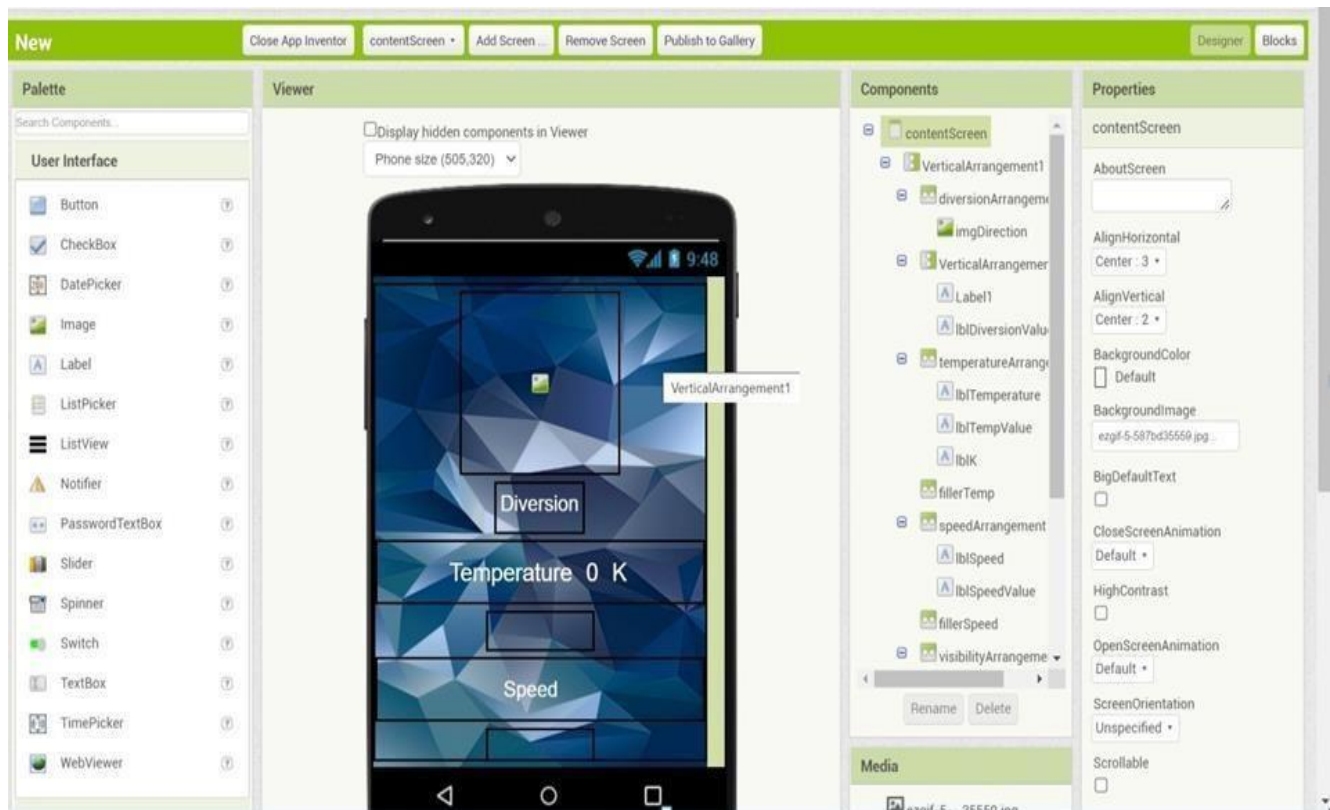 New
Close App Inventor
contentScreen
Add Screen ...
Remove Screen
Publish to Gallery
Designer
Blocks
Palette
Search Components...
User Interface
Button
CheckBox
DatePicker
Image
Label
ListPicker
ListView
Notifier
PasswordTextBox
Slider
Spinner
Switch
TextBox
TimePicker
WebViewer
Viewer
Display hidden components in Viewer
Phone size (505,320)
9:48
VerticalArrangement1
Diversion
Temperature 0 K
Speed
Components
contentScreen
VerticalArrangement1
diversionArrangeme
imgDirection
VerticalArrangemer
Label1
lblDiversionValu
temperatureArrange
lblTemperature
lblTempValue
lblK
fillerTemp
speedArrangement
lblSpeed
lblSpeedValue
fillerSpeed
visibilityArrangeme
Rename
Delete
Media
Properties
contentScreen
AboutScreen
AlignHorizontal
Center : 3
AlignVertical
Center : 2
BackgroundColor
Default
BackgroundImage
ezgif-5-587bd35559.jpg...
BigDefaultText
CloseScreenAnimation
Default
HighContrast
OpenScreenAnimation
Default
ScreenOrientation
Unspecified
Scrollable